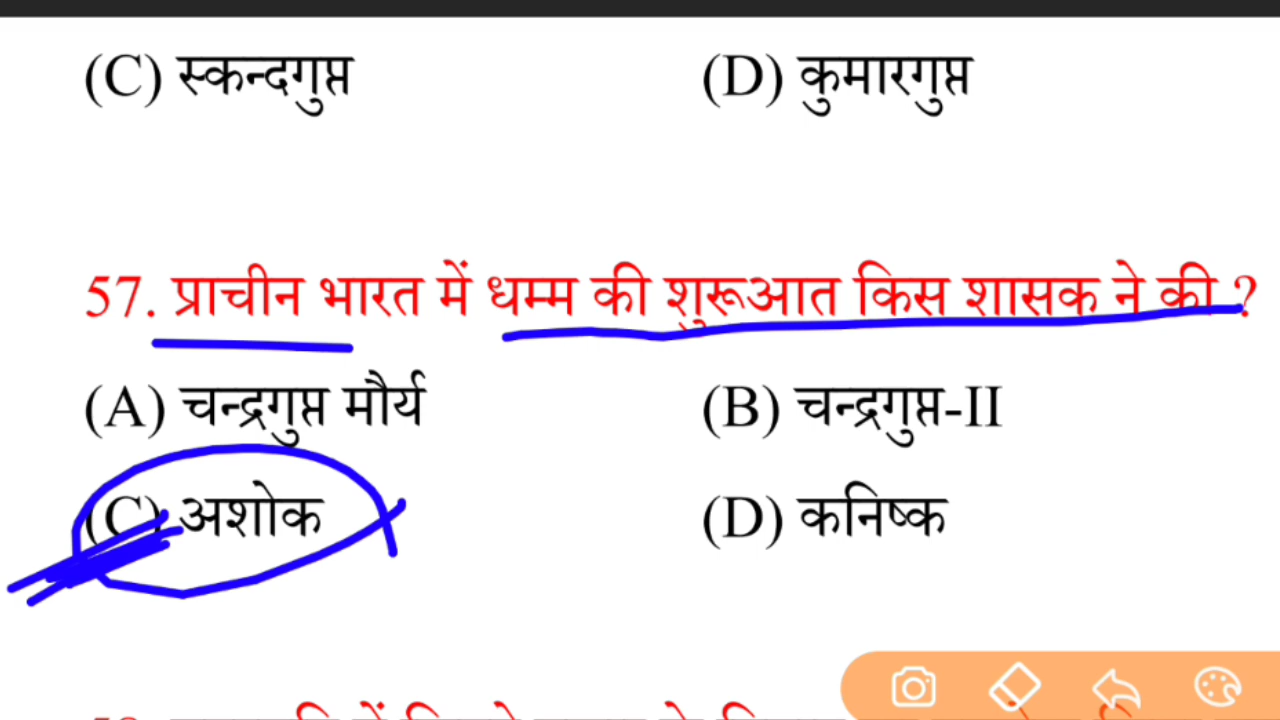 (C) स्कन्दगुप्त (D) कुमारगुप्त
57. प्राचीन भारत में धम्म की शुरूआत किस शासक ने की ?
(A) चन्द्रगुप्त मौर्य (B) चन्द्रगुप्त-II
(C) अशोक (D) कनिष्क